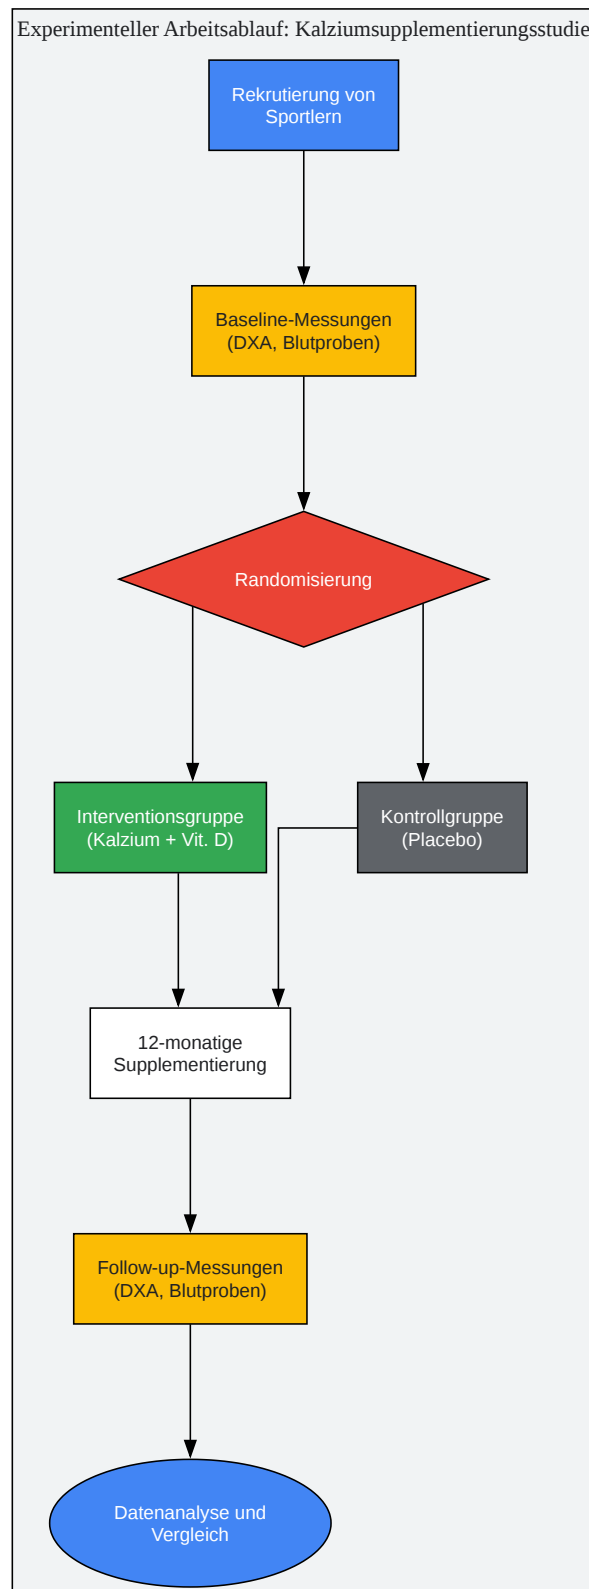 Experimenteller Arbeitsablauf: Kalziumsupplementierungsstudie
Rekrutierung von
Sportlern
Baseline-Messungen
(DXA, Blutproben)
Randomisierung
Interventionsgruppe
(Kalzium + Vit. D)
Kontrollgruppe
(Placebo)
12-monatige
Supplementierung
Follow-up-Messungen
(DXA, Blutproben)
Datenanalyse und
Vergleich